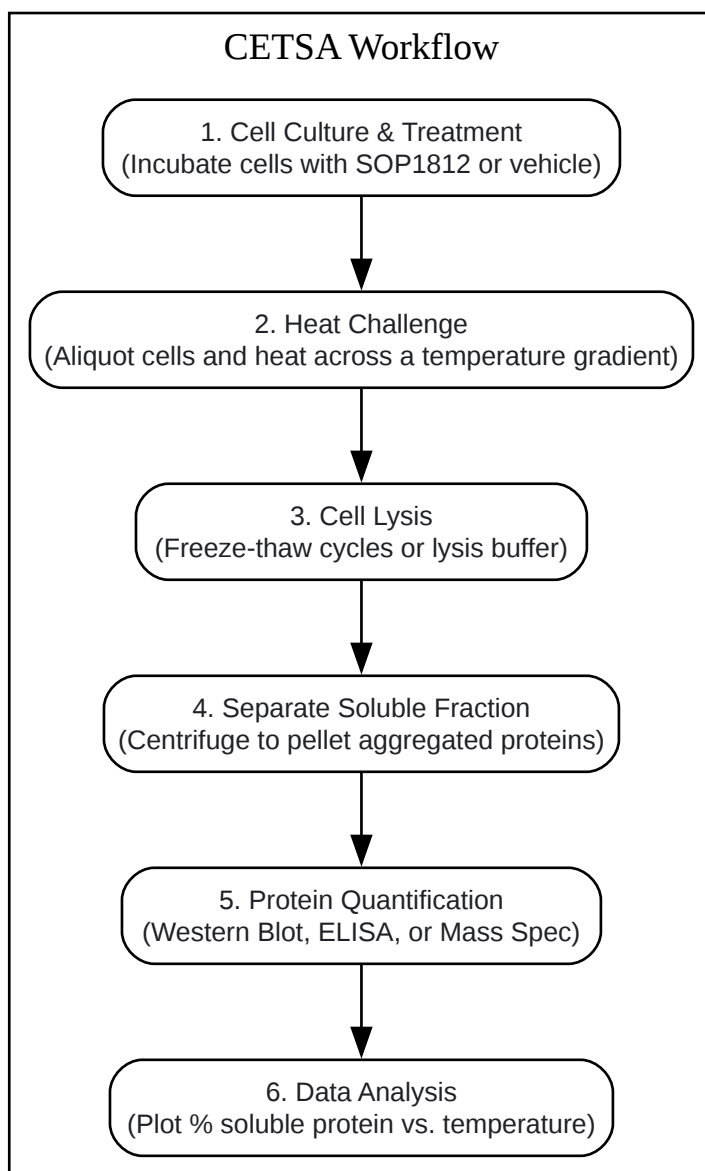 CETSA Workflow
1. Cell Culture & Treatment
(Incubate cells with SOP1812 or vehicle)
2. Heat Challenge
(Aliquot cells and heat across a temperature gradient)
3. Cell Lysis
(Freeze-thaw cycles or lysis buffer)
4. Separate Soluble Fraction
(Centrifuge to pellet aggregated proteins)
5. Protein Quantification
(Western Blot, ELISA, or Mass Spec)
6. Data Analysis
(Plot % soluble protein vs. temperature)